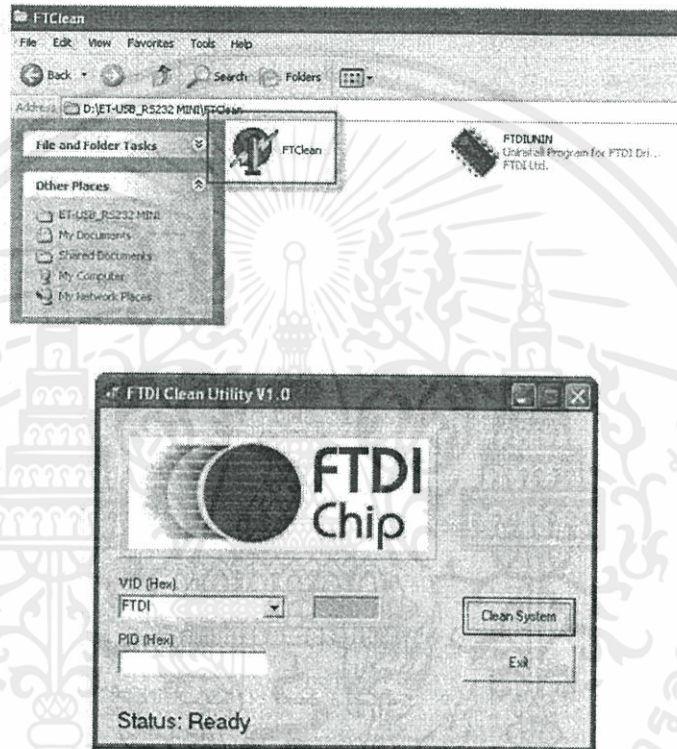 FTClean
File Edit View Favorites Tools Help
Back Search Folders
Address D:\ET-USB_RS232 MINI\FTClean
File and Folder Tasks
Other Places
ET-USB_RS232 MINI
My Documents
Shared Documents
My Computer
My Network Places
FTClean
FTDIUNIN
Uninstall Program for FTDI Dri...
FTDI Ltd.
FTDI Clean Utility V1.0
FTDI
Chip
VID (Hex)
FTDI
PID (Hex)
Clean System
Exit
Status: Ready